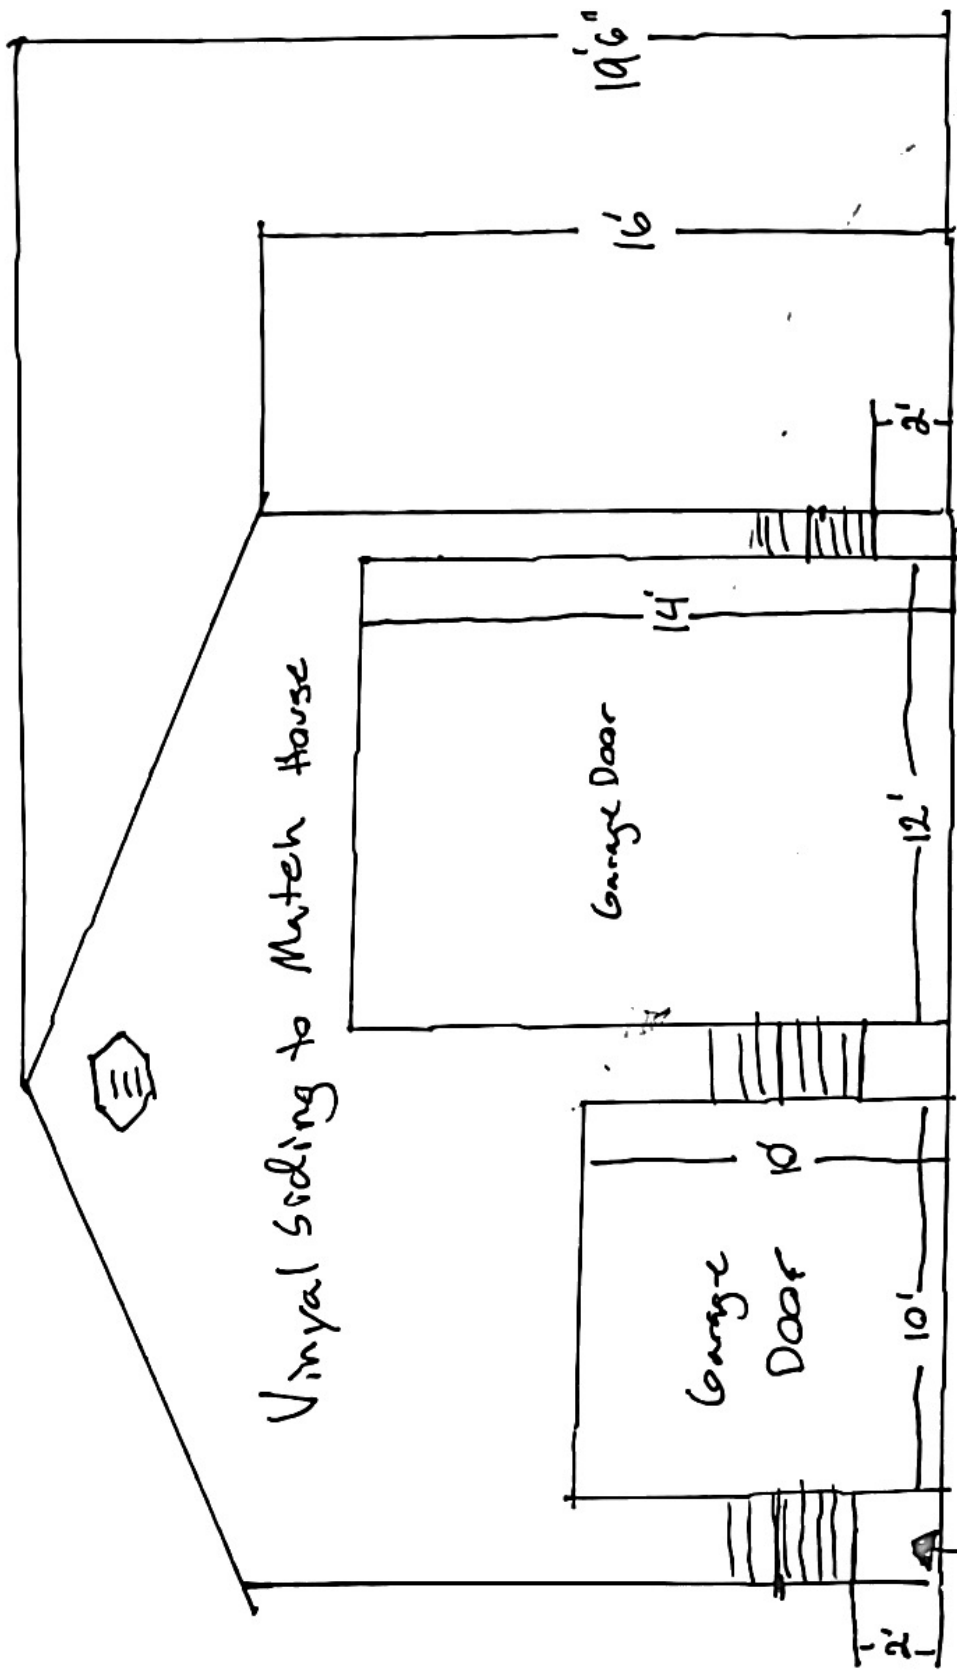 19'6"
16'
Vinyal Siding to Match House
14'
Garage Door
12'
2'
10'
Garage
Door
10'
2'